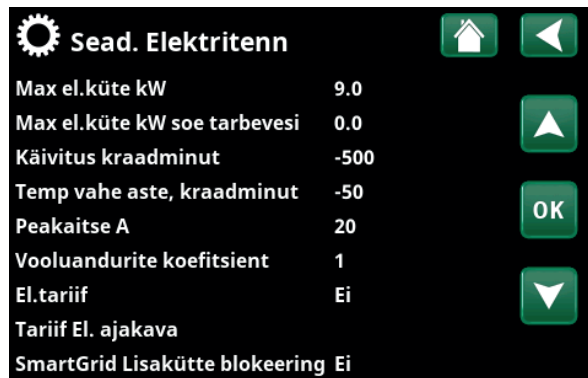 Sead. Elektritenn
Max el.küte kW 9.0
Max el.küte kW soe tarbevesi 0.0
Käivitus kraadminut -500
Temp vahe aste, kraadminut -50
Peakaitse A 20
Vooluandurite koefitsient 1
El.tariif Ei
Tariif El. ajakava
SmartGrid Lisakütte blokeering Ei
OK